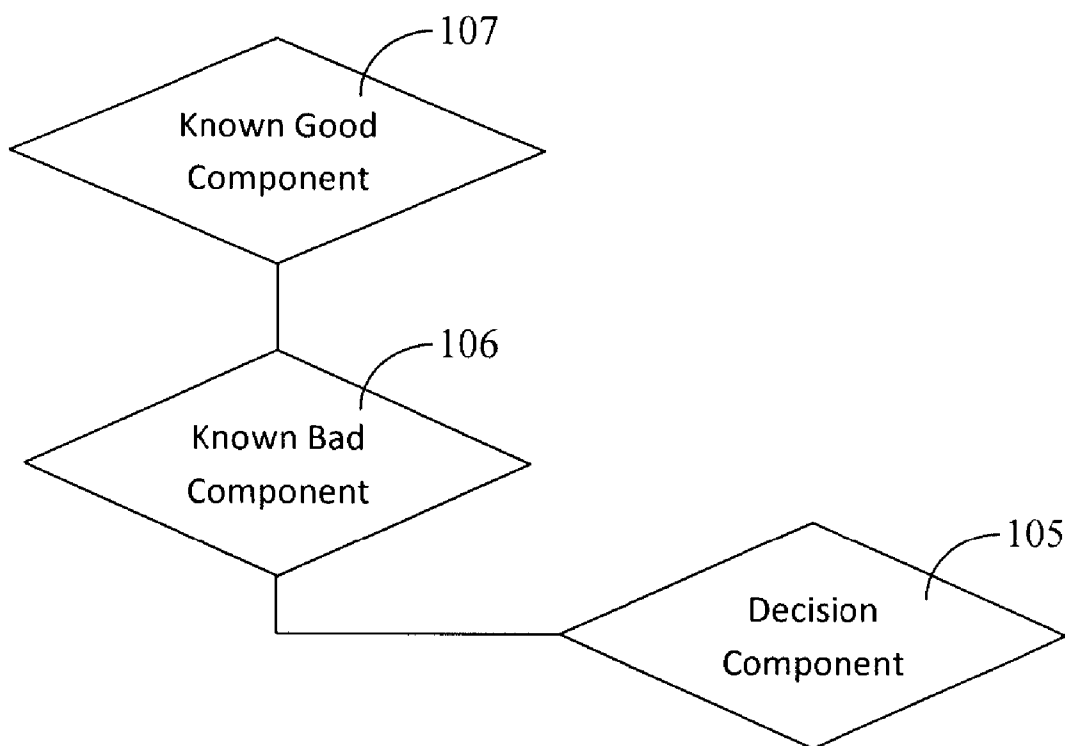 107
Known Good
Component
106
Known Bad
Component
105
Decision
Component